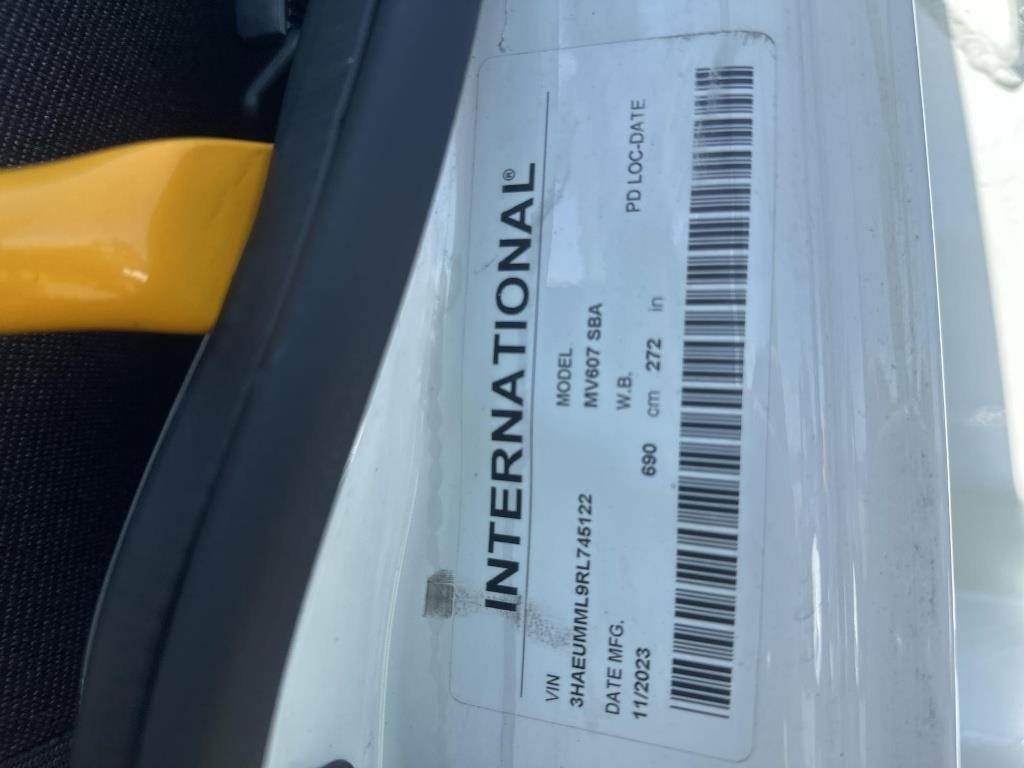 INTERNATIONAL®
VIN MODEL
3HAEUMML9RL745122 MV607 SBA
DATE MFG. W.B. PD LOC-DATE
11/2023 690 cm 272 in